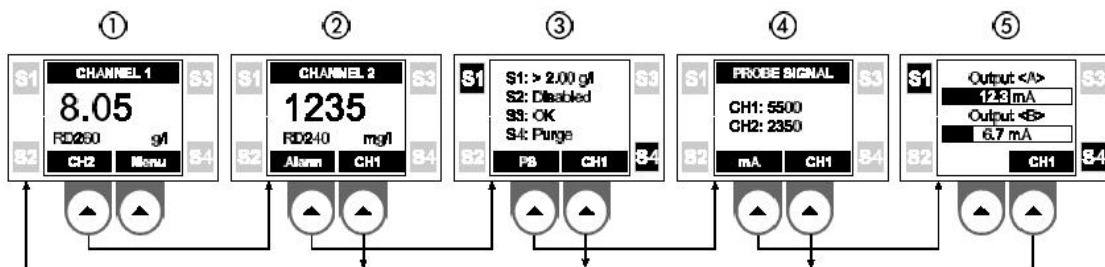 ① ② ③ ④ ⑤
S1 CHANNEL 1 S3
8.05
RD260 g/l
S2 CH2 Menu S4
S1 CHANNEL 2 S3
1235
RD240 mg/l
S2 Alarm CH1 S4
S1 S1: > 2.00 g/l S3
S2: Disabled
S3: OK
S4: Purge
S2 PB CH1 S4
S1 PROBE SIGNAL S3
CH1: 5500
CH2: 2350
S2 mA CH1 S4
S1 Output <A> S3
12.3 mA
Output <B>
6.7 mA
S2 CH1 S4